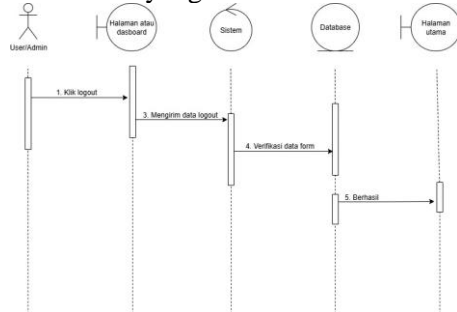 User/Admin
Halaman atau
dasboard
Sistem
Database
Halaman
utama
1. Klik logout
3. Mengirim data logout
4. Verifikasi data form
5. Berhasil